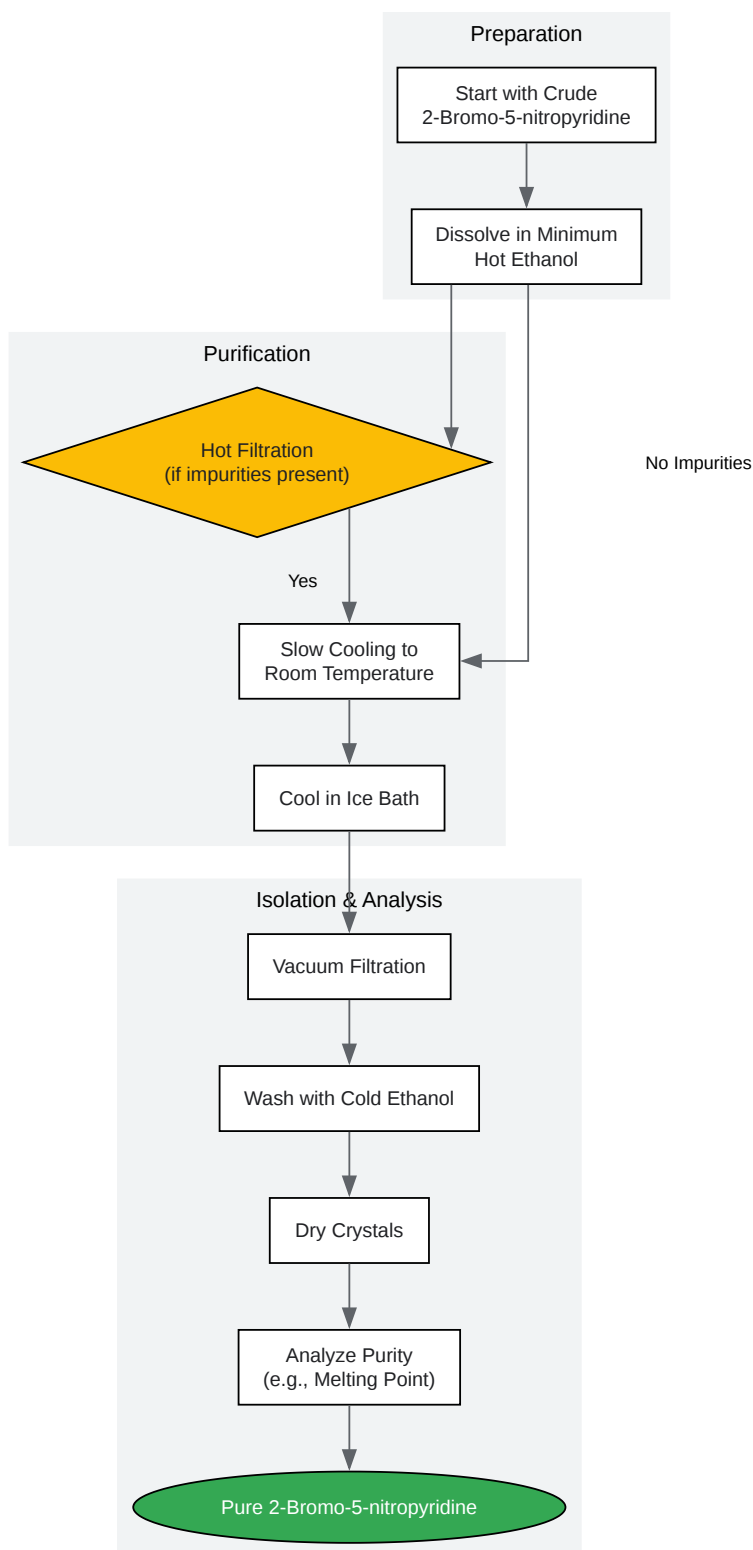 Preparation
Start with Crude
2-Bromo-5-nitropyridine
Dissolve in Minimum
Hot Ethanol
Purification
Hot Filtration
(if impurities present)
No Impurities
Yes
Slow Cooling to
Room Temperature
Cool in Ice Bath
Isolation & Analysis
Vacuum Filtration
Wash with Cold Ethanol
Dry Crystals
Analyze Purity
(e.g., Melting Point)
Pure 2-Bromo-5-nitropyridine